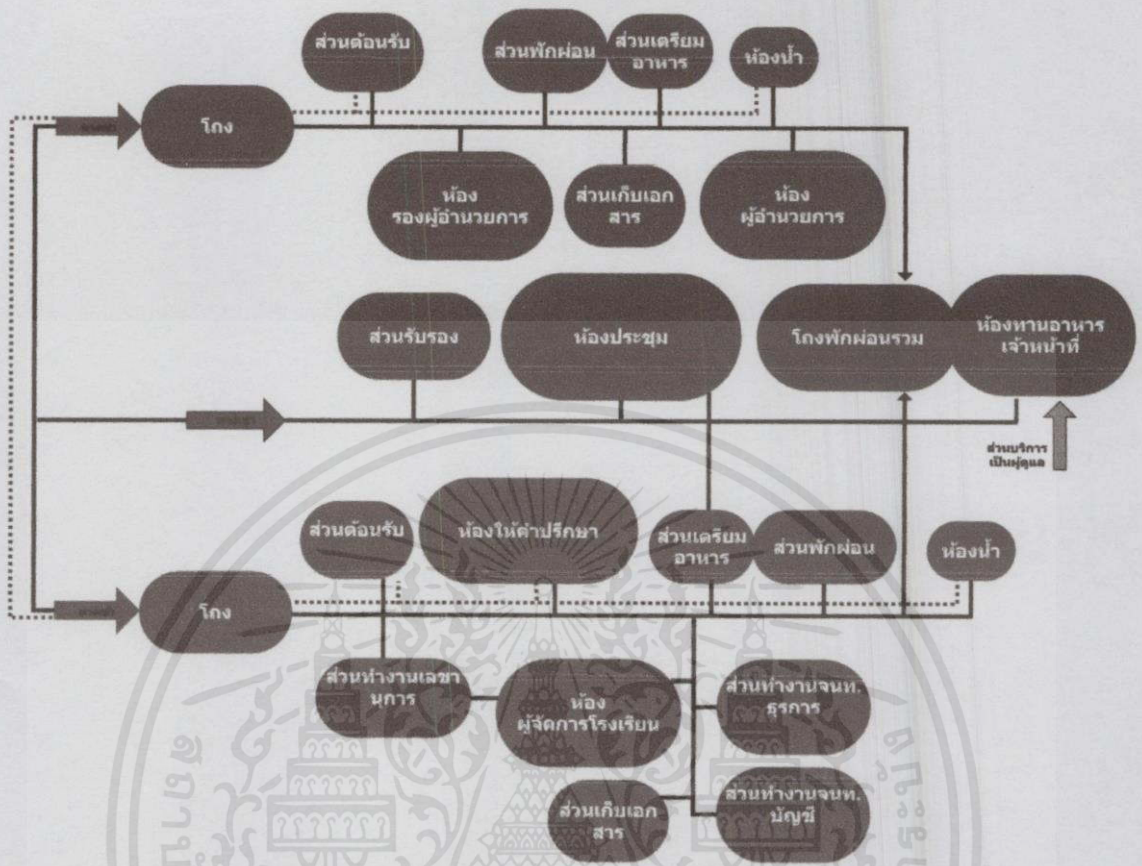 ส่วนต้อนรับ
ส่วนพักผ่อน
ส่วนเตรียม
อาหาร
ห้องน้ำ
โถง
ห้อง
รองผู้อำนวยการ
ส่วนเก็บเอก
สาร
ห้อง
ผู้อำนวยการ
ส่วนรับรอง
ห้องประชุม
โถงพักผ่อนรวม
ห้องทานอาหาร
เจ้าหน้าที่
ส่วนบริการ
เป็นผู้ดูแล
ส่วนต้อนรับ
ห้องให้คำปรึกษา
ส่วนเตรียม
อาหาร
ส่วนพักผ่อน
ห้องน้ำ
โถง
ส่วนทำงานเลขา
นุการ
ห้อง
ผู้จัดการโรงเรียน
ส่วนทำงานจนท.
ธุรการ
ส่วนเก็บเอก
สาร
ส่วนทำงานจนท.
บัญชี